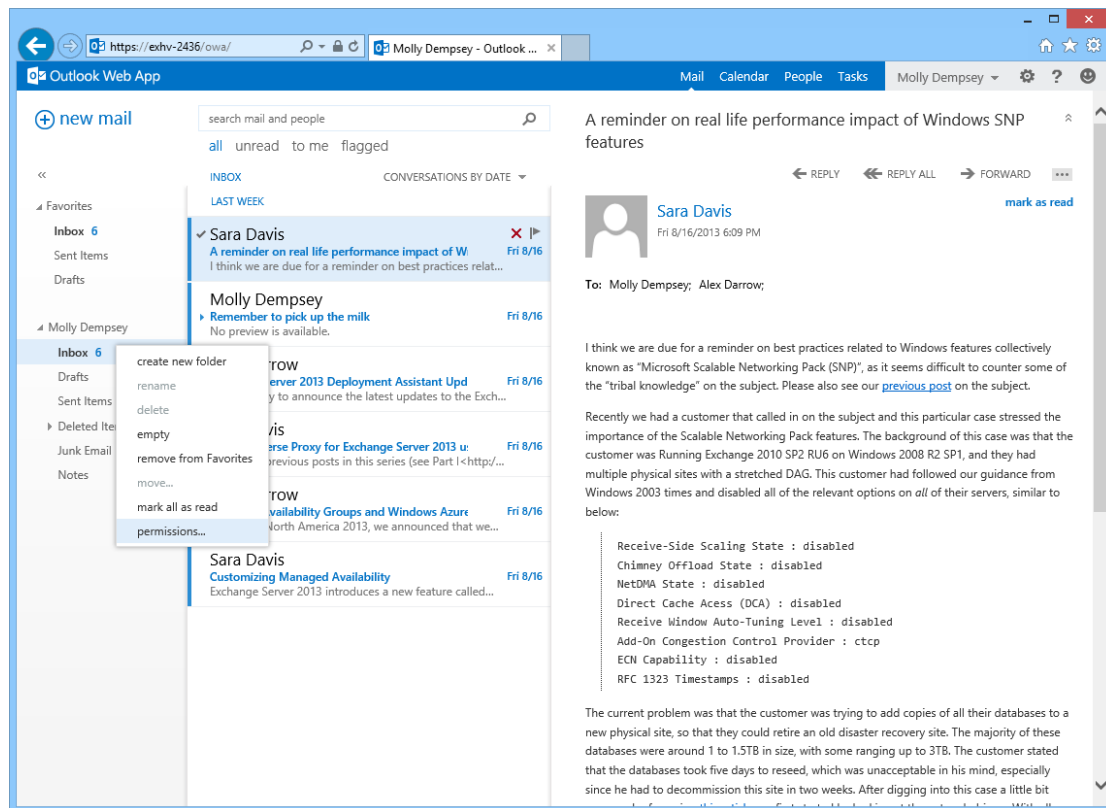 https://exhv-2436/owa/
Molly Dempsey - Outlook ...
Outlook Web App
Mail Calendar People Tasks Molly Dempsey
new mail
search mail and people
all unread to me flagged
INBOX CONVERSATIONS BY DATE
LAST WEEK
Favorites
Inbox 6
Sent Items
Drafts
Molly Dempsey
Inbox 6
Drafts
Sent Items
Deleted Ite
Junk Email
Notes
create new folder
rename
delete
empty
remove from Favorites
move...
mark all as read
permissions...
Sara Davis
A reminder on real life performance impact of Wi Fri 8/16
I think we are due for a reminder on best practices relat...
Molly Dempsey
Remember to pick up the milk Fri 8/16
No preview is available.
rrow
erver 2013 Deployment Assistant Upd Fri 8/16
y to announce the latest updates to the Exch...
vis
erse Proxy for Exchange Server 2013 u Fri 8/16
previous posts in this series (see Part I<http:/...
rrow
vailability Groups and Windows Azure Fri 8/16
North America 2013, we announced that we...
Sara Davis
Customizing Managed Availability Fri 8/16
Exchange Server 2013 introduces a new feature called...
A reminder on real life performance impact of Windows SNP
features
REPLY REPLY ALL FORWARD ...
mark as read
Sara Davis
Fri 8/16/2013 6:09 PM
To: Molly Dempsey; Alex Darrow;
I think we are due for a reminder on best practices related to Windows features collectively
known as “Microsoft Scalable Networking Pack (SNP)”, as it seems difficult to counter some of
the “tribal knowledge” on the subject. Please also see our previous post on the subject.
Recently we had a customer that called in on the subject and this particular case stressed the
importance of the Scalable Networking Pack features. The background of this case was that the
customer was Running Exchange 2010 SP2 RU6 on Windows 2008 R2 SP1, and they had
multiple physical sites with a stretched DAG. This customer had followed our guidance from
Windows 2003 times and disabled all of the relevant options on all of their servers, similar to
below:
Receive-Side Scaling State : disabled
Chimney Offload State : disabled
NetDMA State : disabled
Direct Cache Acess (DCA) : disabled
Receive Window Auto-Tuning Level : disabled
Add-On Congestion Control Provider : ctcp
ECN Capability : disabled
RFC 1323 Timestamps : disabled
The current problem was that the customer was trying to add copies of all their databases to a
new physical site, so that they could retire an old disaster recovery site. The majority of these
databases were around 1 to 1.5TB in size, with some ranging up to 3TB. The customer stated
that the databases took five days to reseed, which was unacceptable in his mind, especially
since he had to decommission this site in two weeks. After digging into this case a little bit